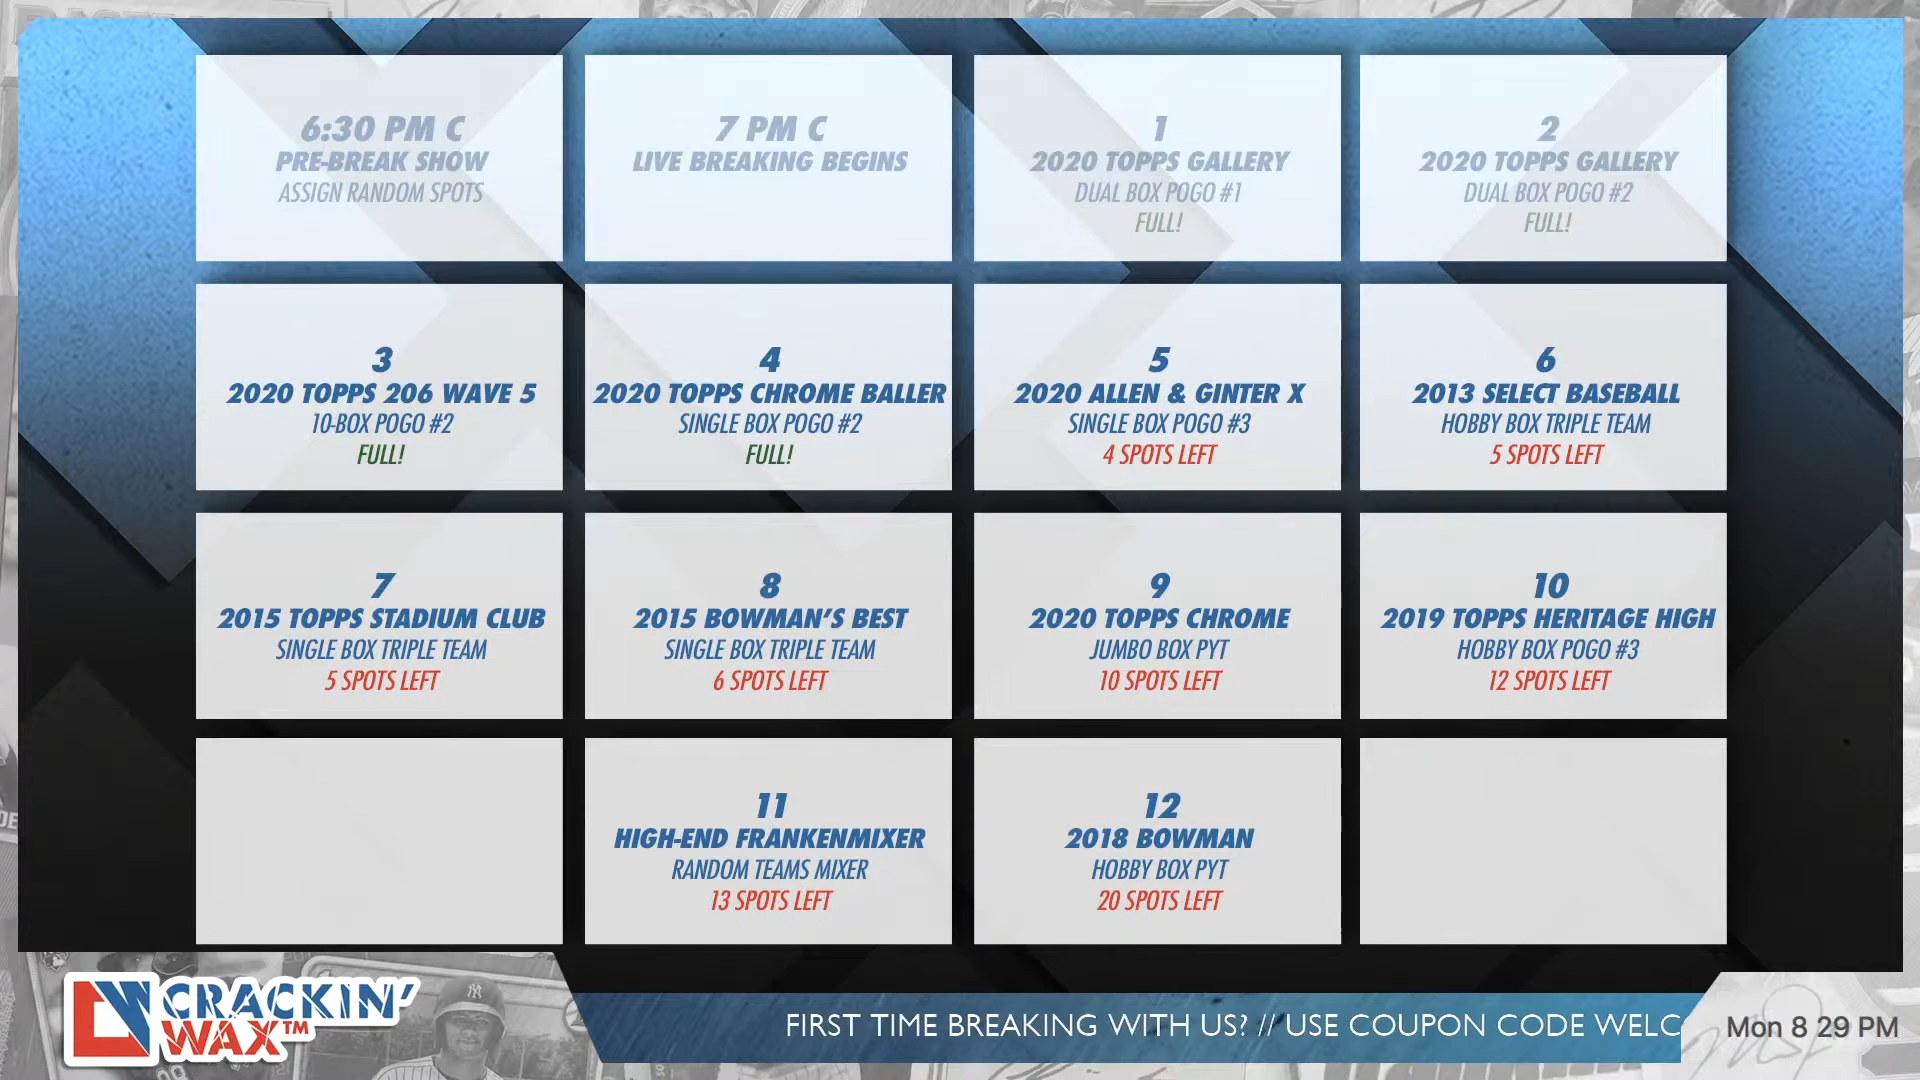 6:30 PM C
PRE-BREAK SHOW
ASSIGN RANDOM SPOTS
7 PM C
LIVE BREAKING BEGINS
1
2020 TOPPS GALLERY
DUAL BOX POGO #1
FULL!
2
2020 TOPPS GALLERY
DUAL BOX POGO #2
FULL!
3
2020 TOPPS 206 WAVE 5
10-BOX POGO #2
FULL!
4
2020 TOPPS CHROME BALLER
SINGLE BOX POGO #2
FULL!
5
2020 ALLEN & GINTER X
SINGLE BOX POGO #3
4 SPOTS LEFT
6
2013 SELECT BASEBALL
HOBBY BOX TRIPLE TEAM
5 SPOTS LEFT
7
2015 TOPPS STADIUM CLUB
SINGLE BOX TRIPLE TEAM
5 SPOTS LEFT
8
2015 BOWMAN'S BEST
SINGLE BOX TRIPLE TEAM
6 SPOTS LEFT
9
2020 TOPPS CHROME
JUMBO BOX PYT
10 SPOTS LEFT
10
2019 TOPPS HERITAGE HIGH
HOBBY BOX POGO #3
12 SPOTS LEFT
11
HIGH-END FRANKENMIXER
RANDOM TEAMS MIXER
13 SPOTS LEFT
12
2018 BOWMAN
HOBBY BOX PYT
20 SPOTS LEFT
CRACKIN'
WAX™
FIRST TIME BREAKING WITH US? // USE COUPON CODE WELC
Mon 8 29 PM